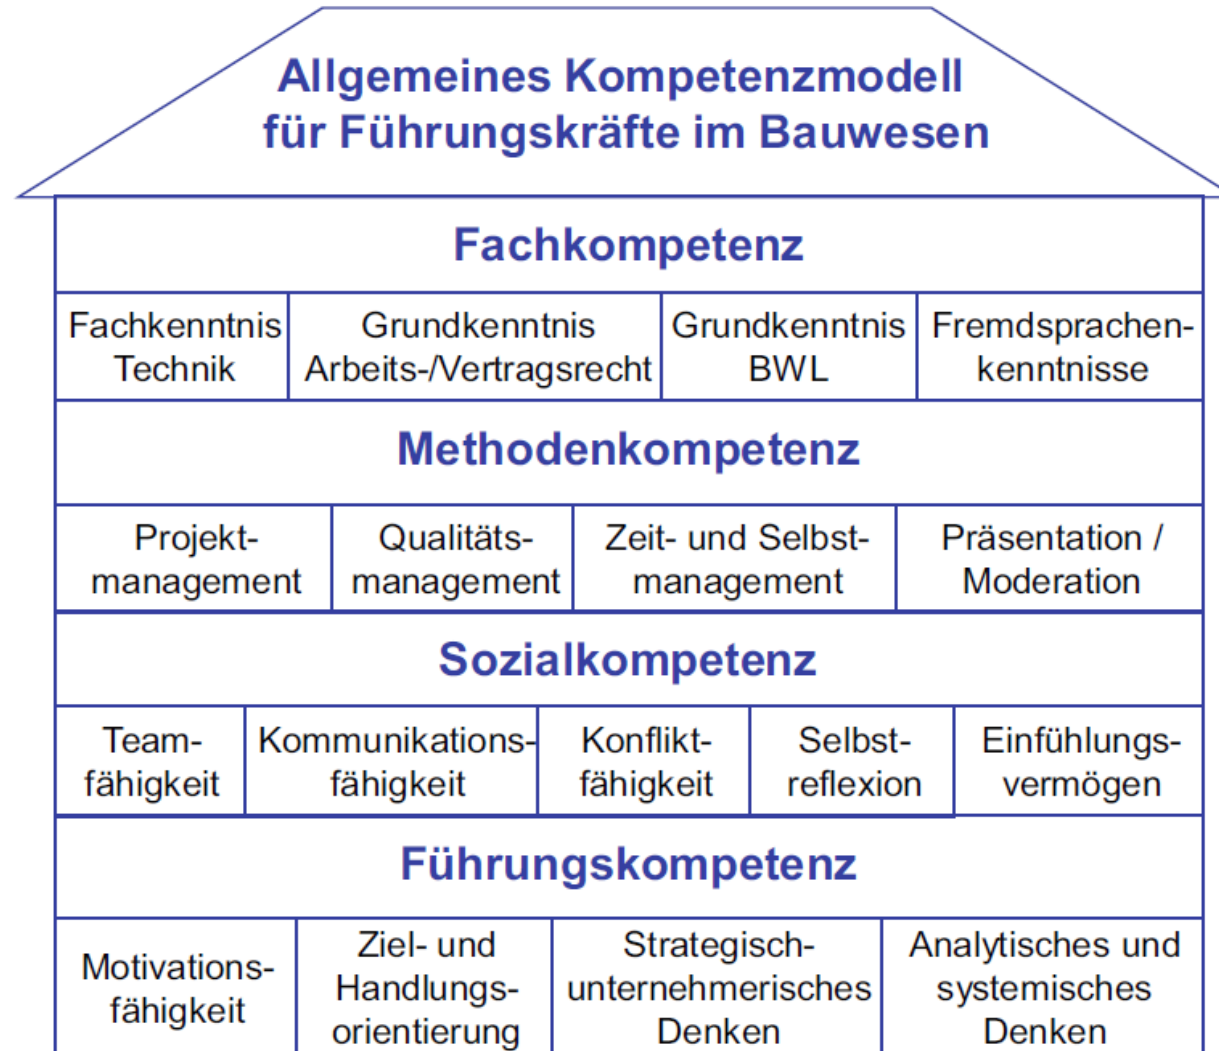 Allgemeines Kompetenzmodell
für Führungskräfte im Bauwesen
Fachkompetenz
Fachkenntnis
Technik
Grundkenntnis
Arbeits-/Vertragsrecht
Grundkenntnis
BWL
Fremdsprachen-
kenntnisse
Methodenkompetenz
Projekt-
management
Qualitäts-
management
Zeit- und Selbst-
management
Präsentation /
Moderation
Sozialkompetenz
Team-
fähigkeit
Kommunikations-
fähigkeit
Konflikt-
fähigkeit
Selbst-
reflexion
Einfühlungs-
vermögen
Führungskompetenz
Motivations-
fähigkeit
Ziel- und
Handlungs-
orientierung
Strategisch-
unternehmerisches
Denken
Analytisches und
systemisches
Denken